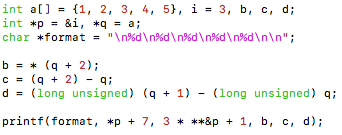 int a[] = {1, 2, 3, 4, 5}, i = 3, b, c, d;
int *p = &i, *q = a;
char *format = "\n%d\n%d\n%d\n%d\n%d\n\n";
b = * (q + 2);
c = (q + 2) - q;
d = (long unsigned) (q + 1) - (long unsigned) q;
printf(format, *p + 7, 3 * **&p + 1, b, c, d);